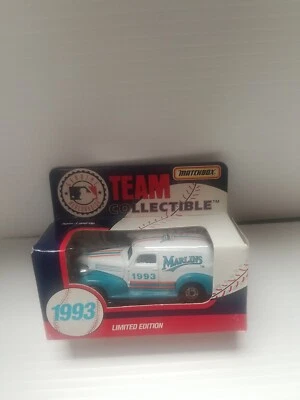 MATCHBOX
TEAM
COLLECTIBLE™
MARLINS
1993
1993
LIMITED EDITION